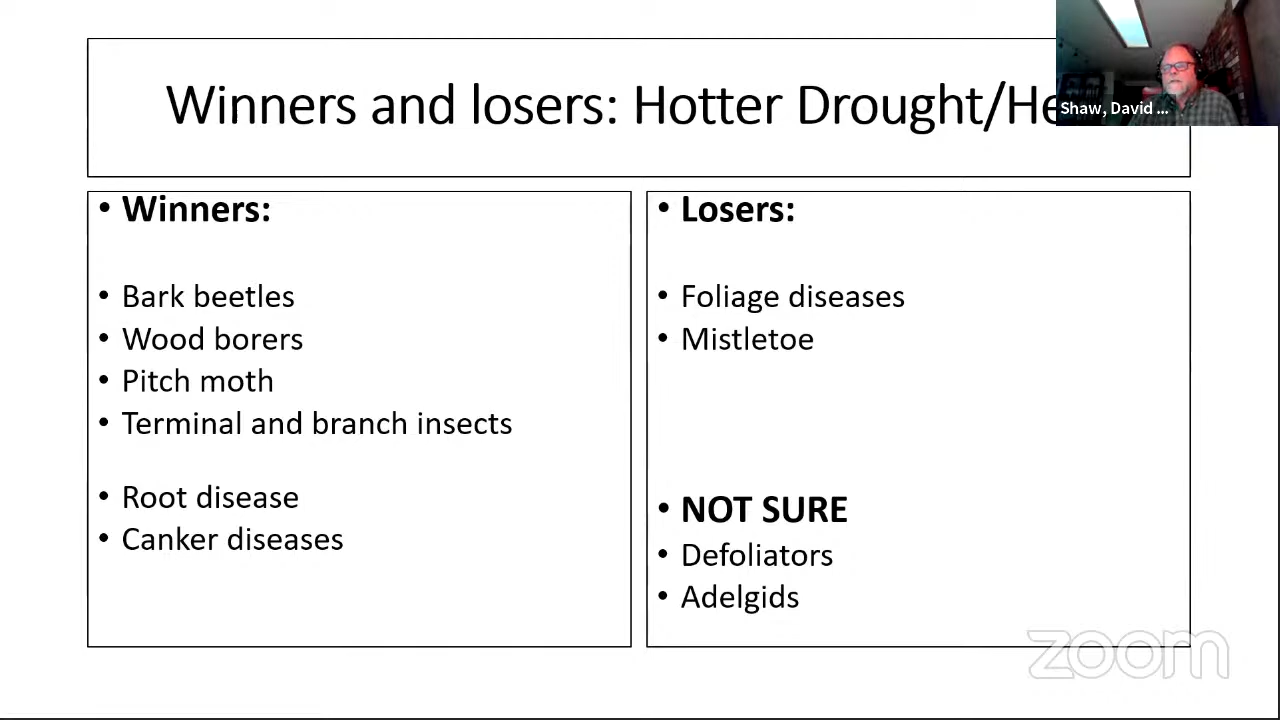 Winners and losers: Hotter Drought/He
Shaw, David ...
• Winners:
• Bark beetles
• Wood borers
• Pitch moth
• Terminal and branch insects
• Root disease
• Canker diseases
• Losers:
• Foliage diseases
• Mistletoe
• NOT SURE
• Defoliators
• Adelgids
zoom